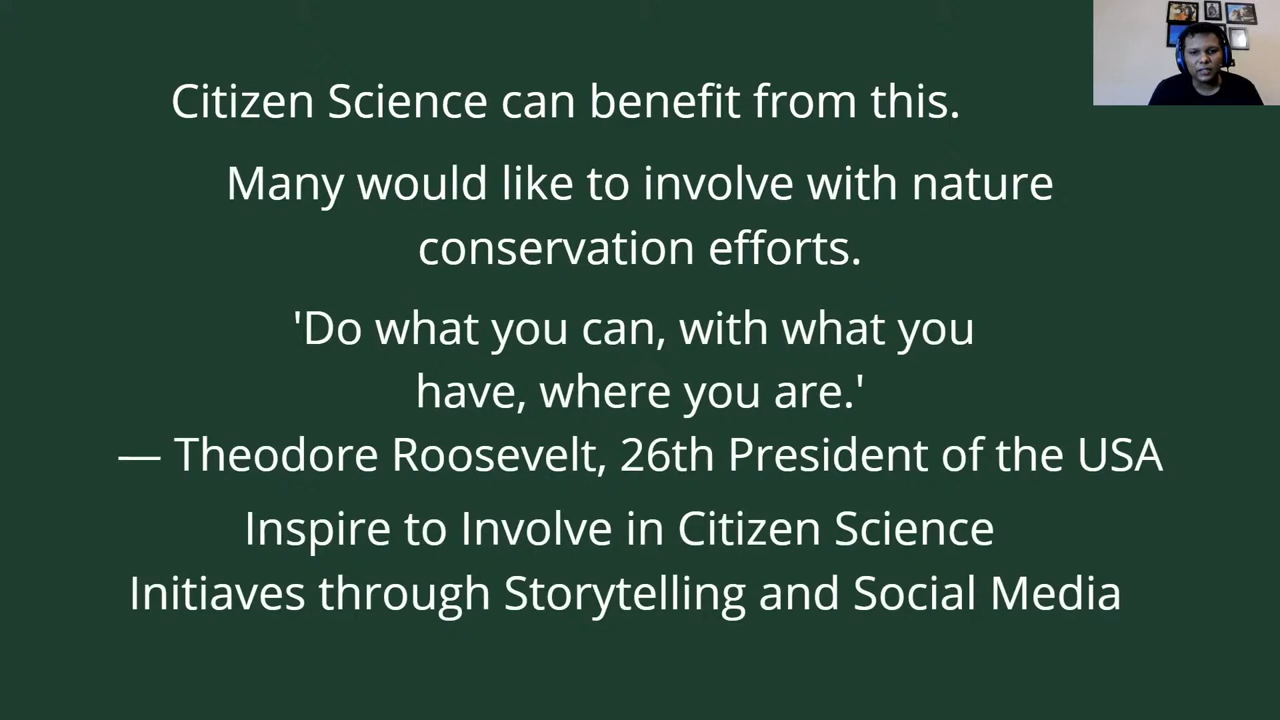 Citizen Science can benefit from this.
Many would like to involve with nature
conservation efforts.
'Do what you can, with what you
have, where you are.'
— Theodore Roosevelt, 26th President of the USA
Inspire to Involve in Citizen Science
Initiaves through Storytelling and Social Media